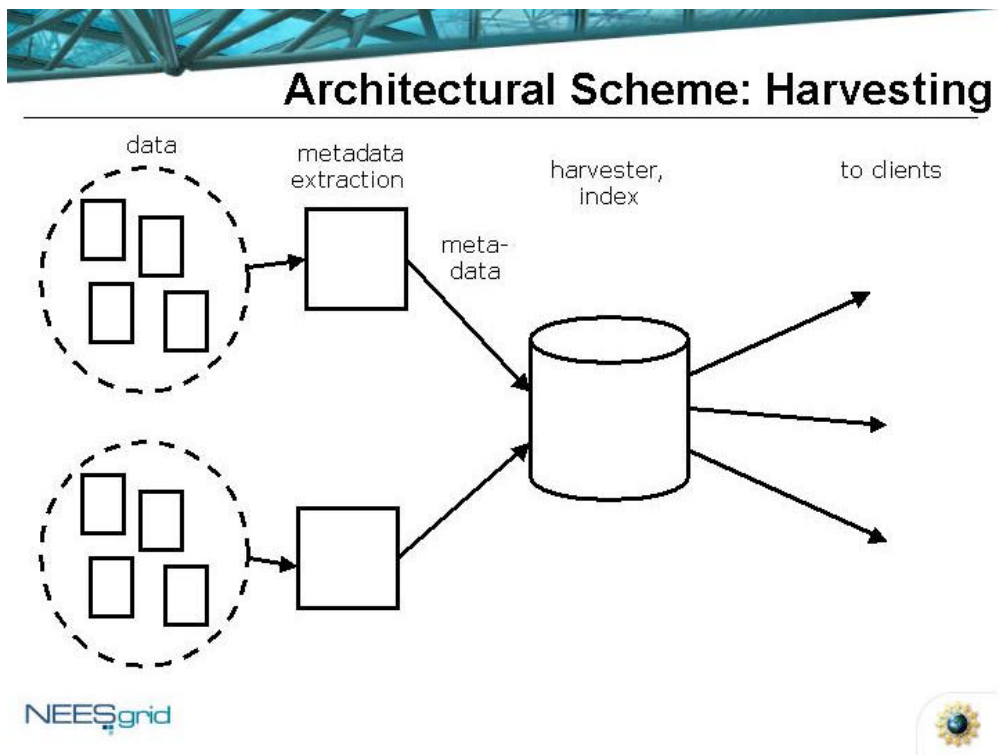 Architectural Scheme: Harvesting
data
metadata
extraction
harvester,
index
to clients
meta-
data
NEESgrid